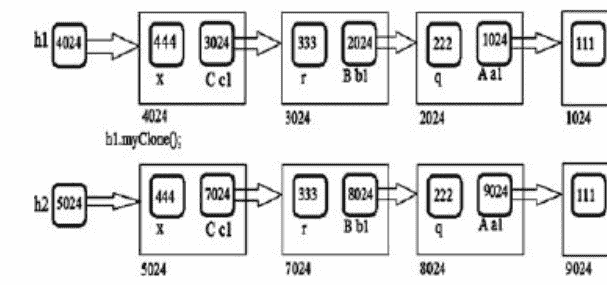 h1 4024 444 3024 333 2024 222 1024 111
x C c1 r B b1 q A a1
4024 3024 2024 1024
h1.myClone();
h2 5024 444 7024 333 8024 222 9024 111
x C c1 r B b1 q A a1
5024 7024 8024 9024